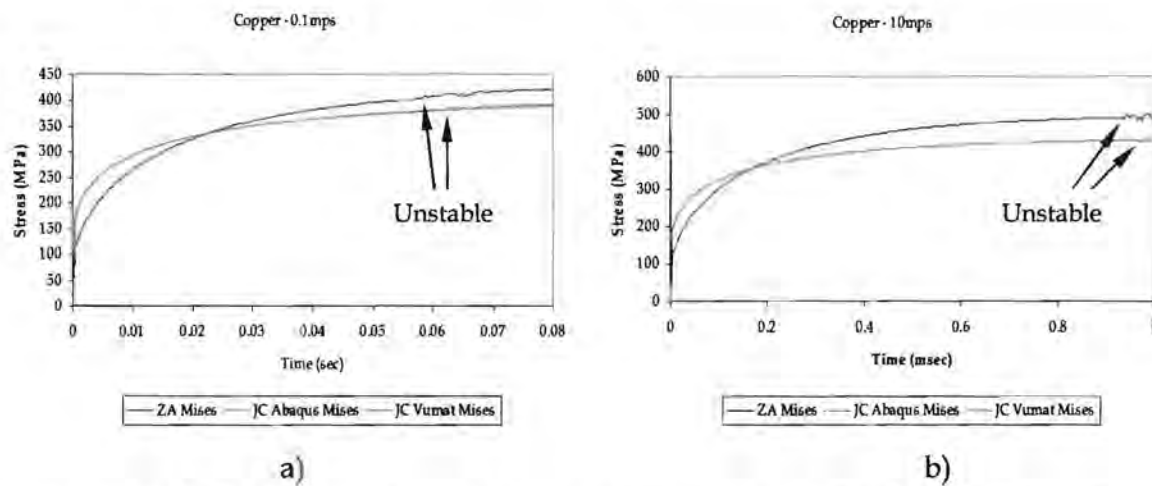 Copper - 0.1mps
Stress (MPa)
450
400
350
300
250
200
150
100
50
0
Unstable
0 0.01 0.02 0.03 0.04 0.05 0.06 0.07 0.08
Time (sec)
ZA Mises JC Abaqus Mises JC Vumat Mises
a)
Copper - 10mps
Stress (MPa)
600
500
400
300
200
100
0
Unstable
0 0.2 0.4 0.6 0.8
Time (msec)
ZA Mises JC Abaqus Mises JC Vumat Mises
b)